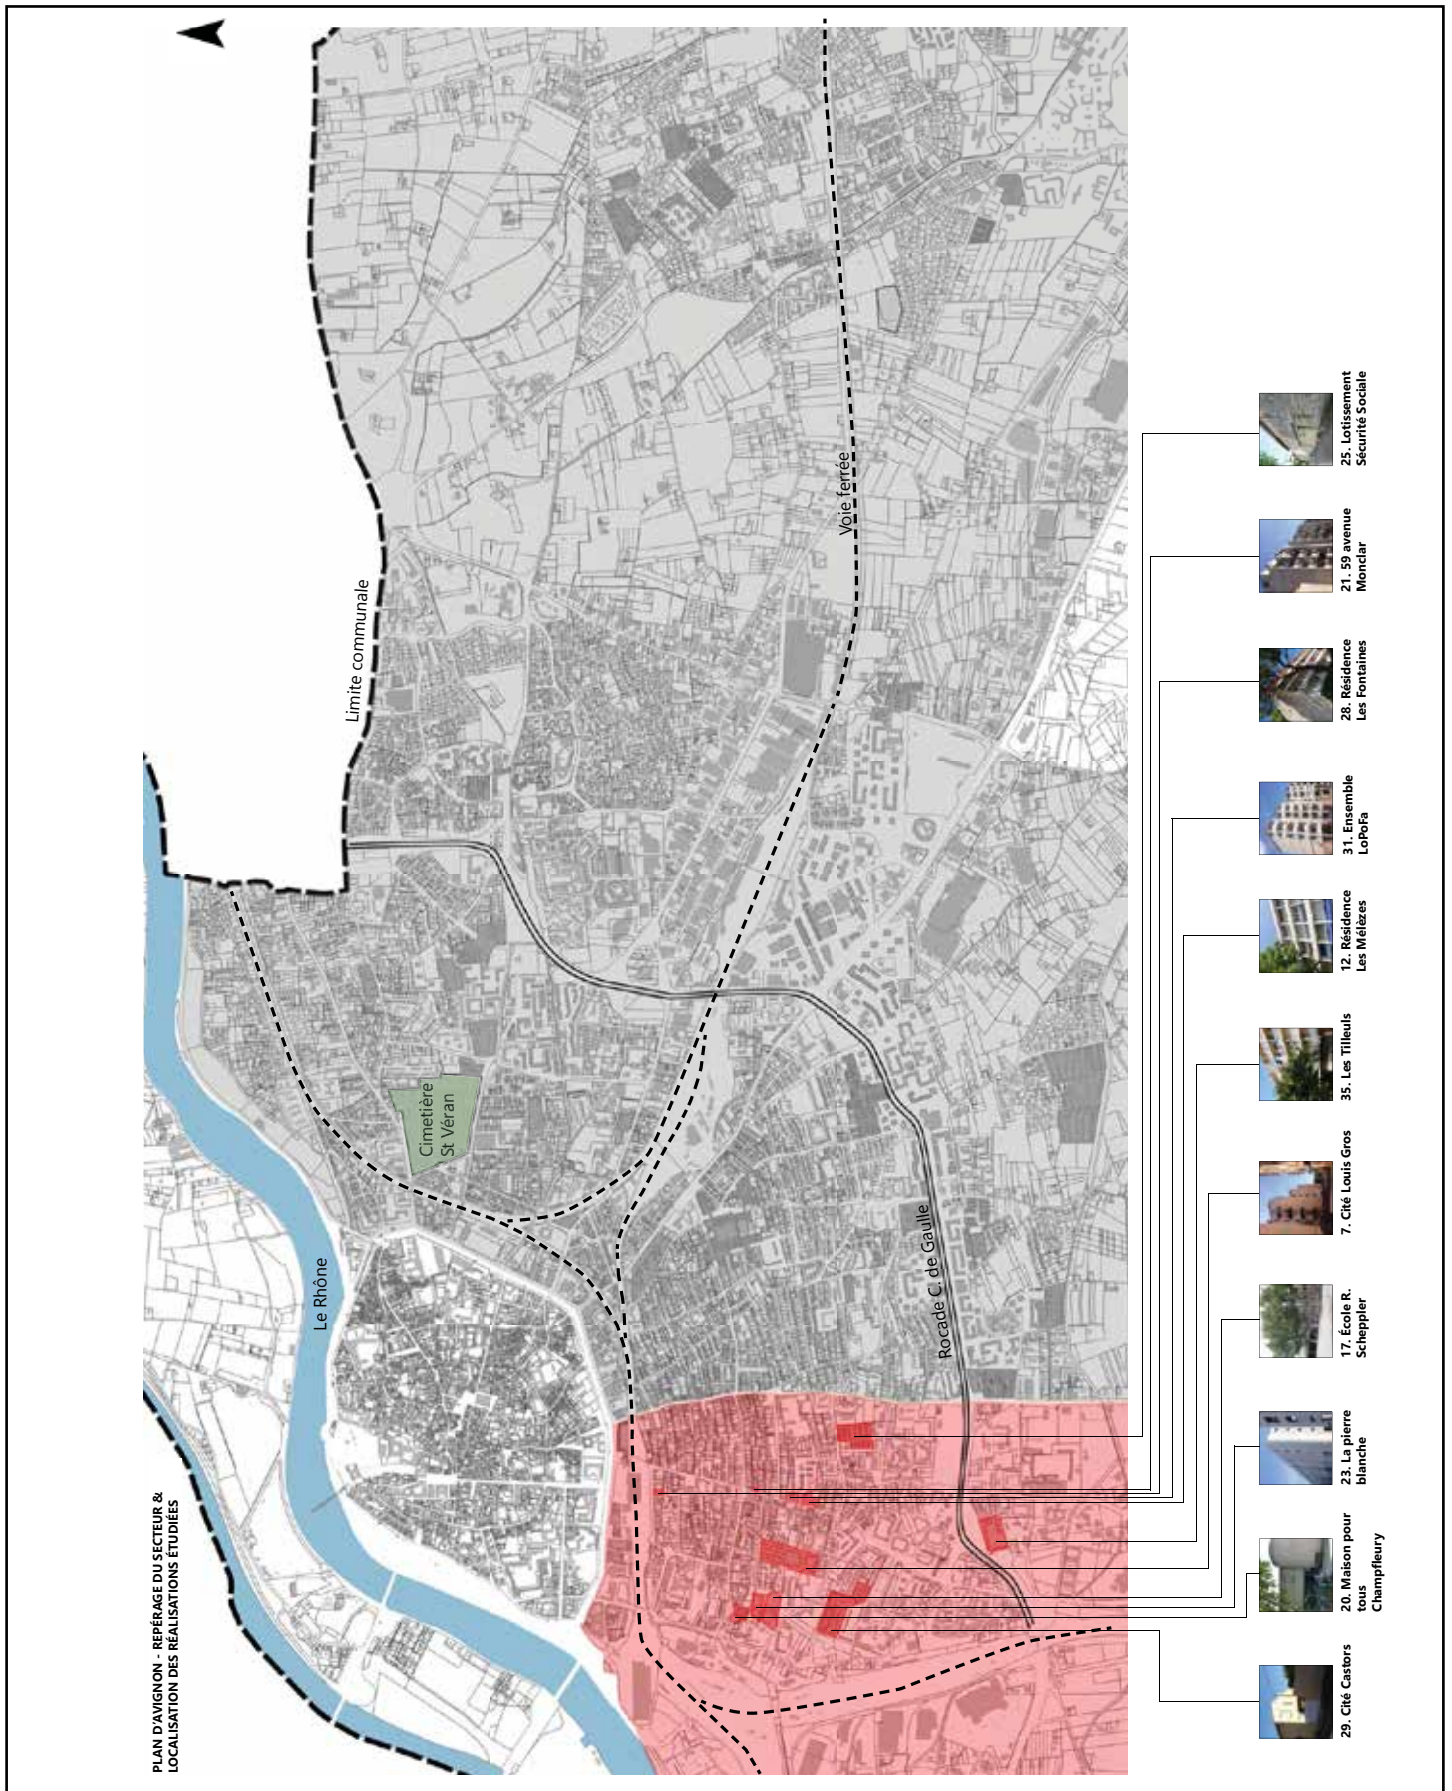 PLAN D'AVIGNON - REPÉRAGE DU SECTEUR &
LOCALISATION DES RÉALISATIONS ÉTUDIÉES
Limite communale
Le Rhône
Cimetière
St Véran
Voie ferrée
Rocade C. de Gaulle
29. Cité Castors
20. Maison pour
tous
Champfleury
23. La pierre
blanche
17. École R.
Scheppler
7. Cité Louis Gros
35. Les Tilleuls
12. Résidence
Les Mélèzes
31. Ensemble
LoPoFa
28. Résidence
Les Fontaines
21. 59 avenue
Monclar
25. Lotissement
Sécurité Sociale